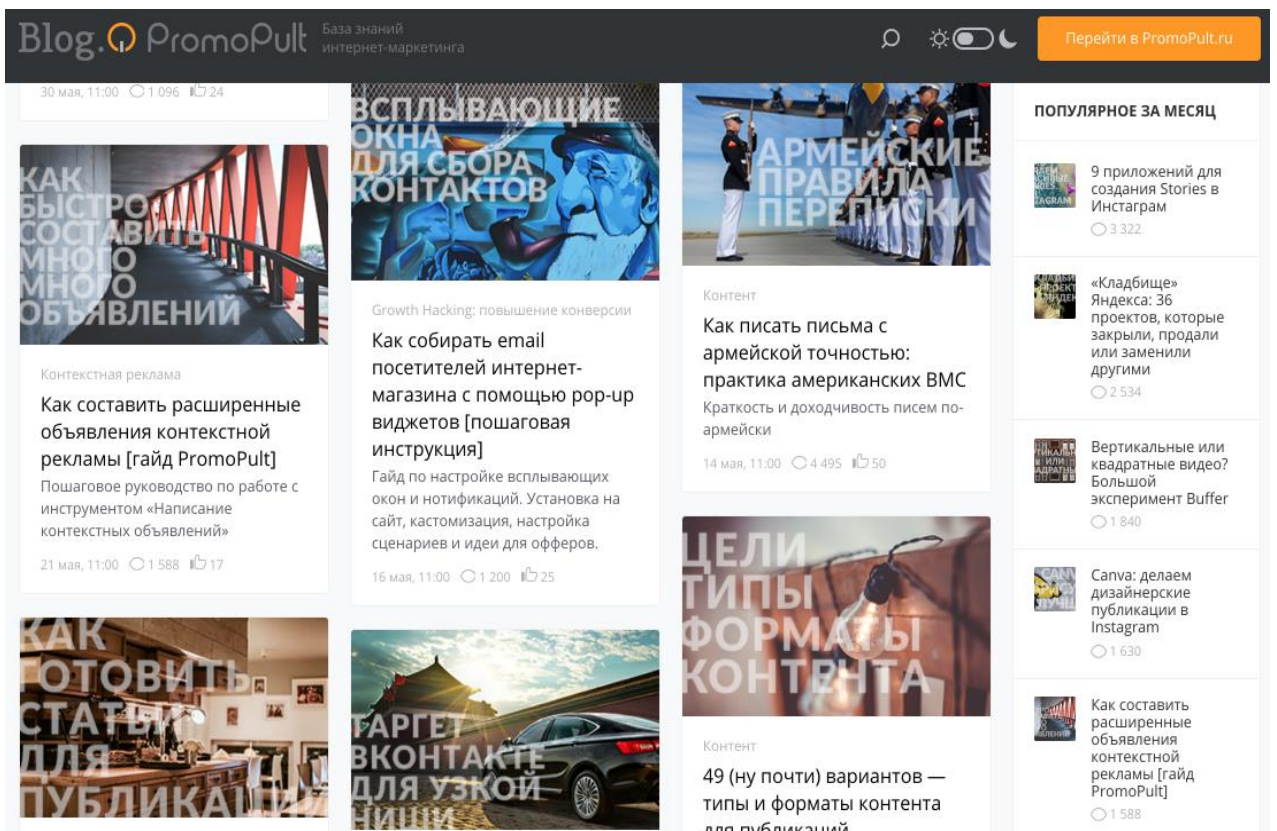 Blog. PromoPult
База знаний
интернет-маркетинга
Перейти в PromoPult.ru
30 мая, 11:00 1 096 24
КАК
БЫСТРО
СОСТАВИТЬ
МНОГО
МНОГО
ОБЪЯВЛЕНИЙ
Контекстная реклама
Как составить расширенные
объявления контекстной
рекламы [гайд PromoPult]
Пошаговое руководство по работе с
инструментом «Написание
контекстных объявлений»
21 мая, 11:00 1 588 17
КАК
ГОТОВИТЬ
СТАТЬИ
ДЛЯ
ПУБЛИКАЦИИ
ВСПЛЫВАЮЩИЕ
ОКНА
ДЛЯ СБОРА
КОНТАКТОВ
Growth Hacking: повышение конверсии
Как собирать email
посетителей интернет-
магазина с помощью pop-up
виджетов [пошаговая
инструкция]
Гайд по настройке всплывающих
окон и нотификаций. Установка на
сайт, кастомизация, настройка
сценариев и идеи для офферов.
16 мая, 11:00 1 200 25
ТАРГЕТ
ВКОНТАКТЕ
ДЛЯ УЗКОЙ
НИШИ
АРМЕЙСКИЕ
ПРАВИЛА
ПЕРЕПИСКИ
Контент
Как писать письма с
армейской точностью:
практика американских ВМС
Краткость и доходчивость писем по-
армейски
14 мая, 11:00 4 495 50
ЦЕЛИ
ТИПЫ
ФОРМАТЫ
КОНТЕНТА
Контент
49 (ну почти) вариантов —
типы и форматы контента
для публикаций
ПОПУЛЯРНОЕ ЗА МЕСЯЦ
9 приложений для
создания Stories в
Инстаграм
3 322
«Кладбище»
Яндекса: 36
проектов, которые
закрыли, продали
или заменили
другими
2 534
Вертикальные или
квадратные видео?
Большой
эксперимент Buffer
1 840
Canva: делаем
дизайнерские
публикации в
Instagram
1 630
Как составить
расширенные
объявления
контекстной
рекламы [гайд
PromoPult]
1 588